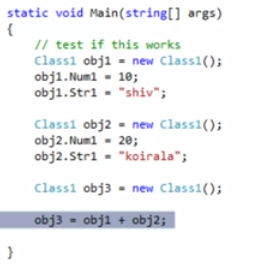 static void Main(string[] args)
{
// test if this works
Class1 obj1 = new Class1();
obj1.Num1 = 10;
obj1.Str1 = "shiv";
Class1 obj2 = new Class1();
obj2.Num1 = 20;
obj2.Str1 = "koirala";
Class1 obj3 = new Class1();
obj3 = obj1 + obj2;
}